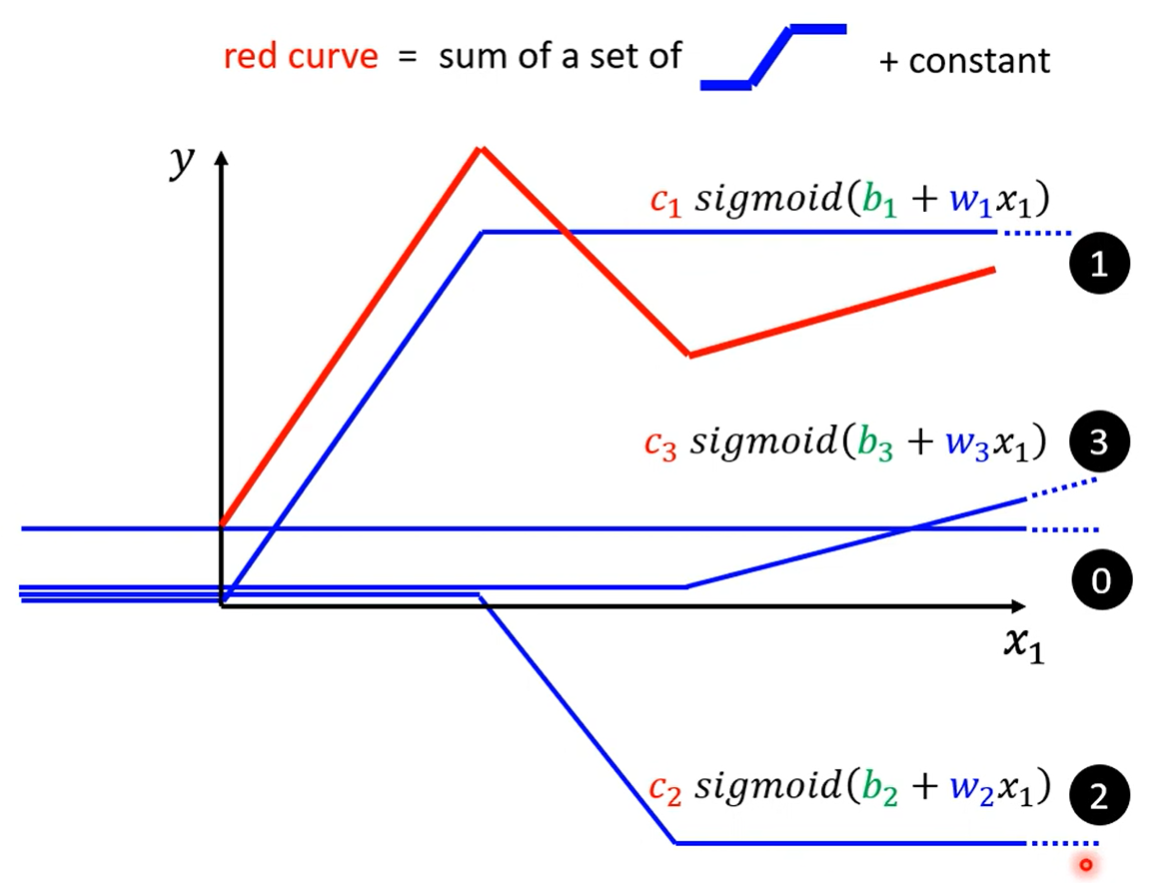 red curve = sum of a set of + constant
y
c₁ sigmoid(b₁ + w₁x₁)
1
c₃ sigmoid(b₃ + w₃x₁)
3
0
x₁
c₂ sigmoid(b₂ + w₂x₁)
2